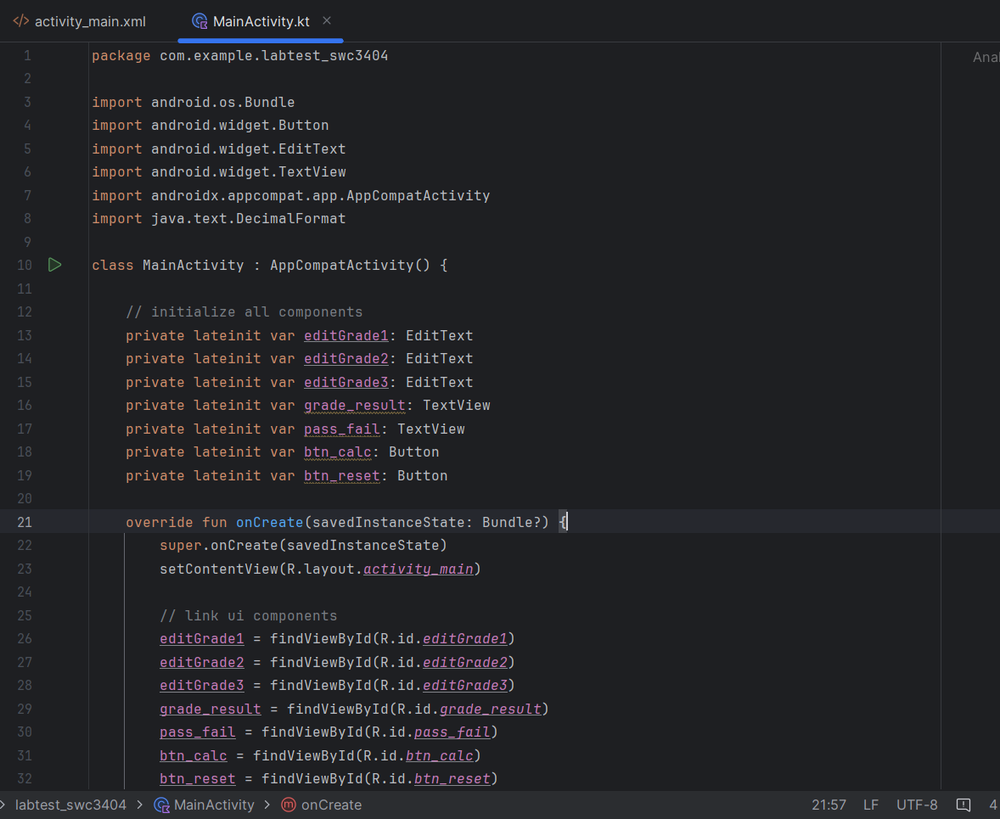 activity_main.xml
MainActivity.kt
1 package com.example.labtest_swc3404
2
3 import android.os.Bundle
4 import android.widget.Button
5 import android.widget.EditText
6 import android.widget.TextView
7 import androidx.appcompat.app.AppCompatActivity
8 import java.text.DecimalFormat
9
10 class MainActivity : AppCompatActivity() {
11
12 // initialize all components
13 private lateinit var editGrade1: EditText
14 private lateinit var editGrade2: EditText
15 private lateinit var editGrade3: EditText
16 private lateinit var grade_result: TextView
17 private lateinit var pass_fail: TextView
18 private lateinit var btn_calc: Button
19 private lateinit var btn_reset: Button
20
21 override fun onCreate(savedInstanceState: Bundle?) {
22 super.onCreate(savedInstanceState)
23 setContentView(R.layout.activity_main)
24
25 // link ui components
26 editGrade1 = findViewById(R.id.editGrade1)
27 editGrade2 = findViewById(R.id.editGrade2)
28 editGrade3 = findViewById(R.id.editGrade3)
29 grade_result = findViewById(R.id.grade_result)
30 pass_fail = findViewById(R.id.pass_fail)
31 btn_calc = findViewById(R.id.btn_calc)
32 btn_reset = findViewById(R.id.btn_reset)
Anal
labtest_swc3404 > MainActivity > onCreate 21:57 LF UTF-8 4